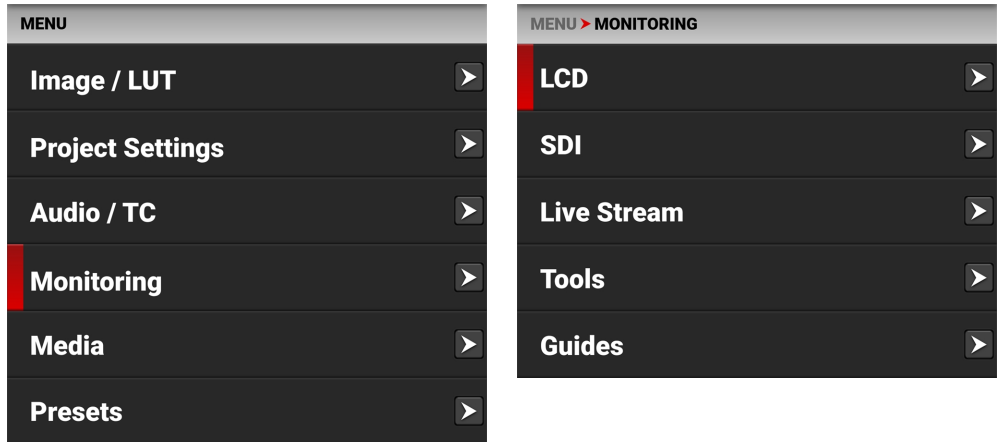 MENU
Image / LUT
Project Settings
Audio / TC
Monitoring
Media
Presets
MENU MONITORING
LCD
SDI
Live Stream
Tools
Guides